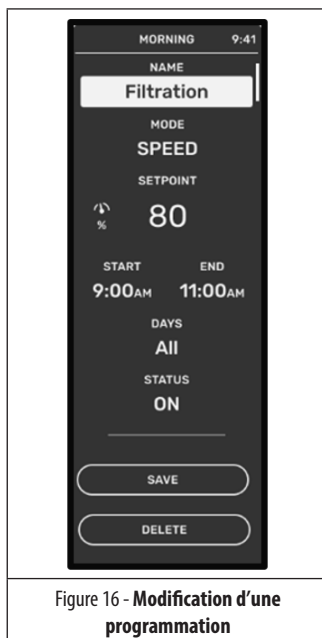 MORNING 9:41
NAME
Filtration
MODE
SPEED
SETPOINT
% 80
START END
9:00AM 11:00AM
DAYS
All
STATUS
ON
SAVE
DELETE
Figure 16 - Modification d'une
programmation